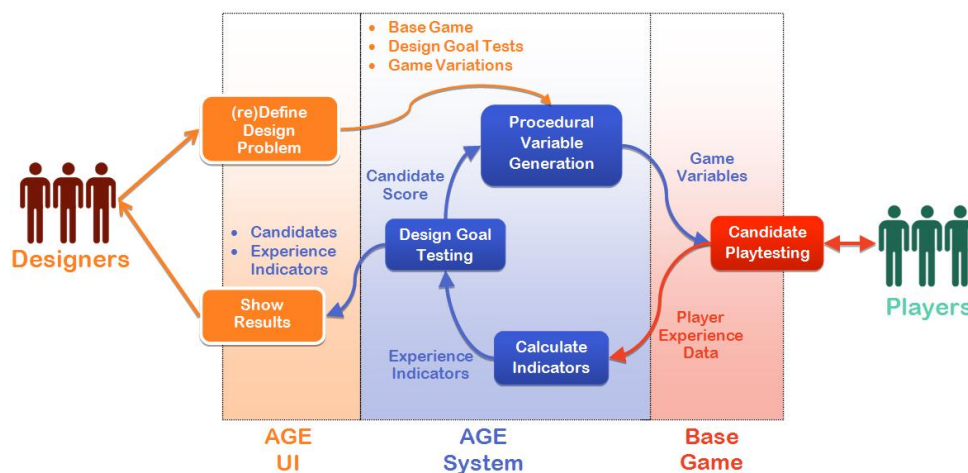 • Base Game
• Design Goal Tests
• Game Variations
(re)Define
Design
Problem
Procedural
Variable
Generation
Game
Variables
Candidate
Score
• Candidates
• Experience
Indicators
Design Goal
Testing
Candidate
Playtesting
Designers
Players
Show
Results
Player
Experience
Data
Calculate
Indicators
Experience
Indicators
AGE
UI
AGE
System
Base
Game